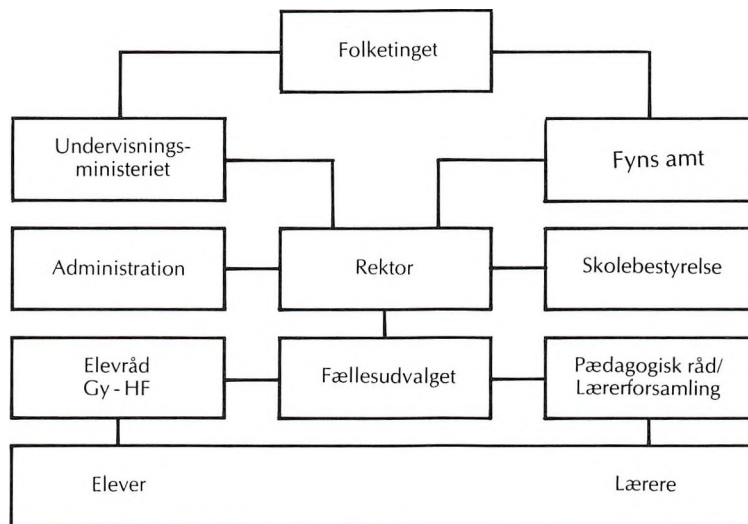 Folketinget
Undervisnings-
ministeriet
Fyns amt
Administration
Rektor
Skolebestyrelse
Elevråd
Gy - HF
Fællesudvalget
Pædagogisk råd/
Lærerforsamling
Elever
Lærere